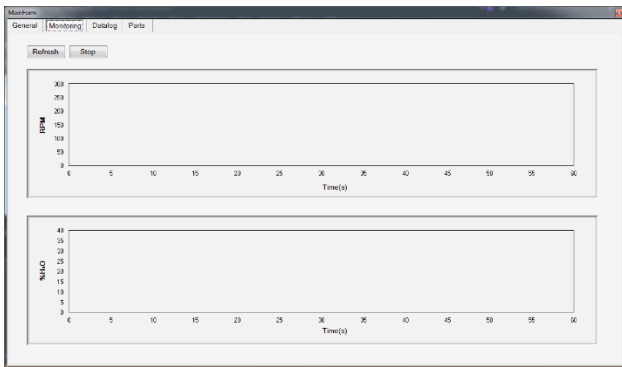 MainForm
General Monitoring Datalog Parts
Refresh Stop
300
250
200
150
100
50
0
RPM
0 5 10 15 20 25 30 35 40 45 50 55 60
Time(s)
40
35
30
25
20
15
10
5
0
%H₂O
0 5 10 15 20 25 30 35 40 45 50 55 60
Time(s)